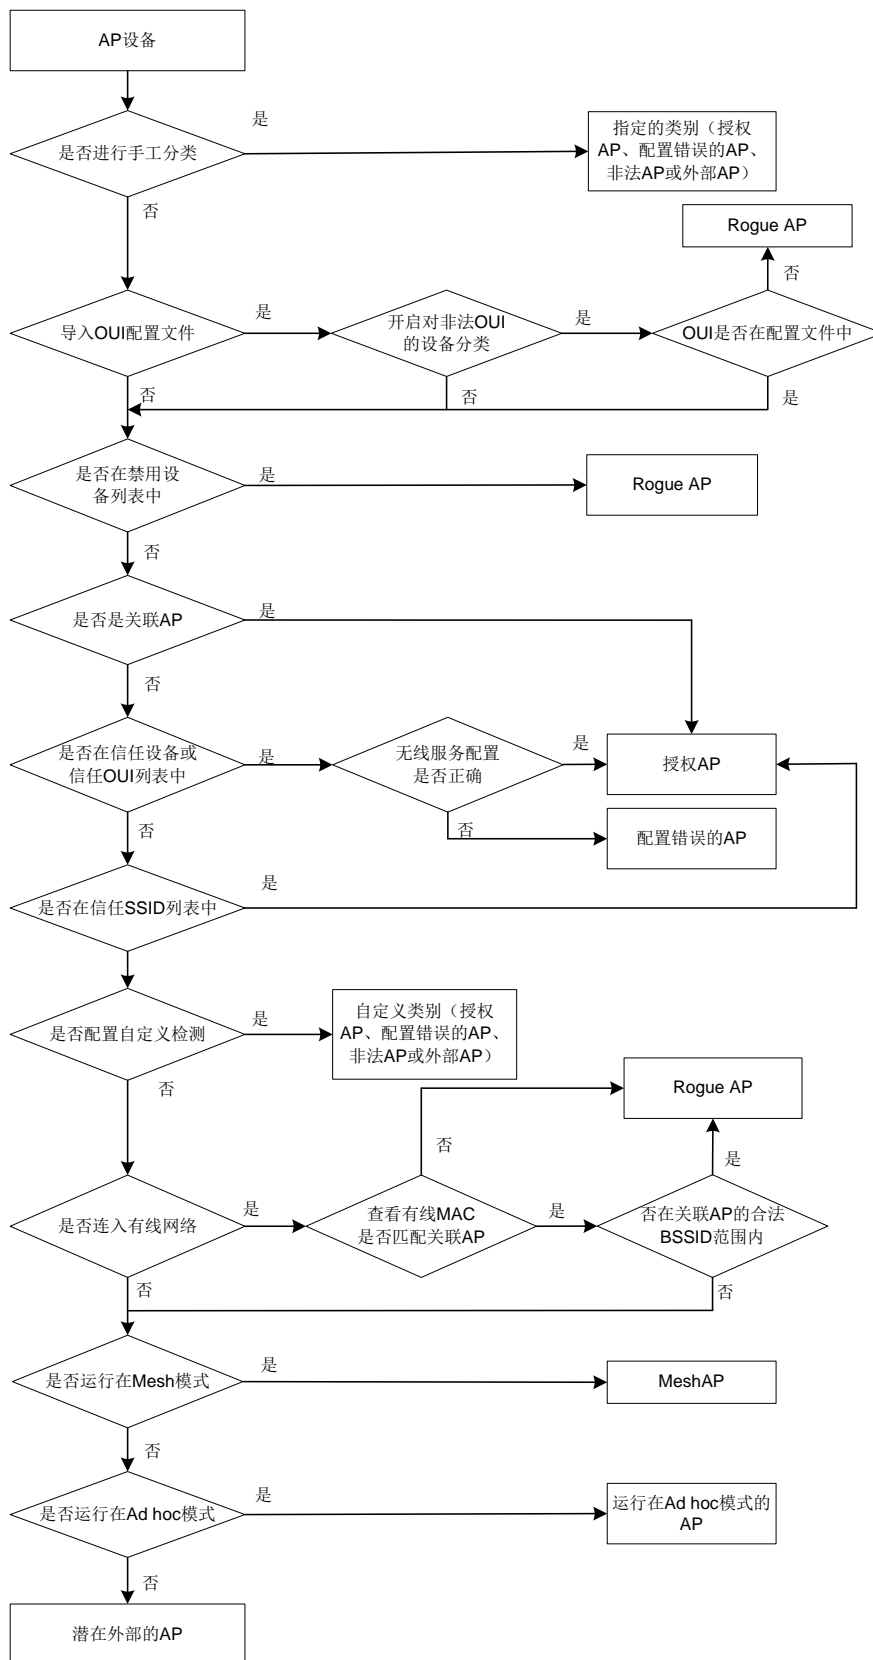 AP设备
是
是否进行手工分类
指定的类别（授权
AP、配置错误的AP、
非法AP或外部AP）
否
Rogue AP
否
导入OUI配置文件
是
开启对非法OUI
的设备分类
是
OUI是否在配置文件中
否
否
是
是否在禁用设
备列表中
是
Rogue AP
否
是否是关联AP
是
否
是否在信任设备或
信任OUI列表中
是
无线服务配置
是否正确
是
授权AP
否
配置错误的AP
否
是
是否在信任SSID列表中
是否配置自定义检测
是
自定义类别（授权
AP、配置错误的AP、
非法AP或外部AP）
否
Rogue AP
否
是
是否连入有线网络
是
查看有线MAC
是否匹配关联AP
是
否在关联AP的合法
BSSID范围内
否
否
是否运行在Mesh模式
是
MeshAP
否
是否运行在Ad hoc模式
是
运行在Ad hoc模式的
AP
否
潜在外部的AP